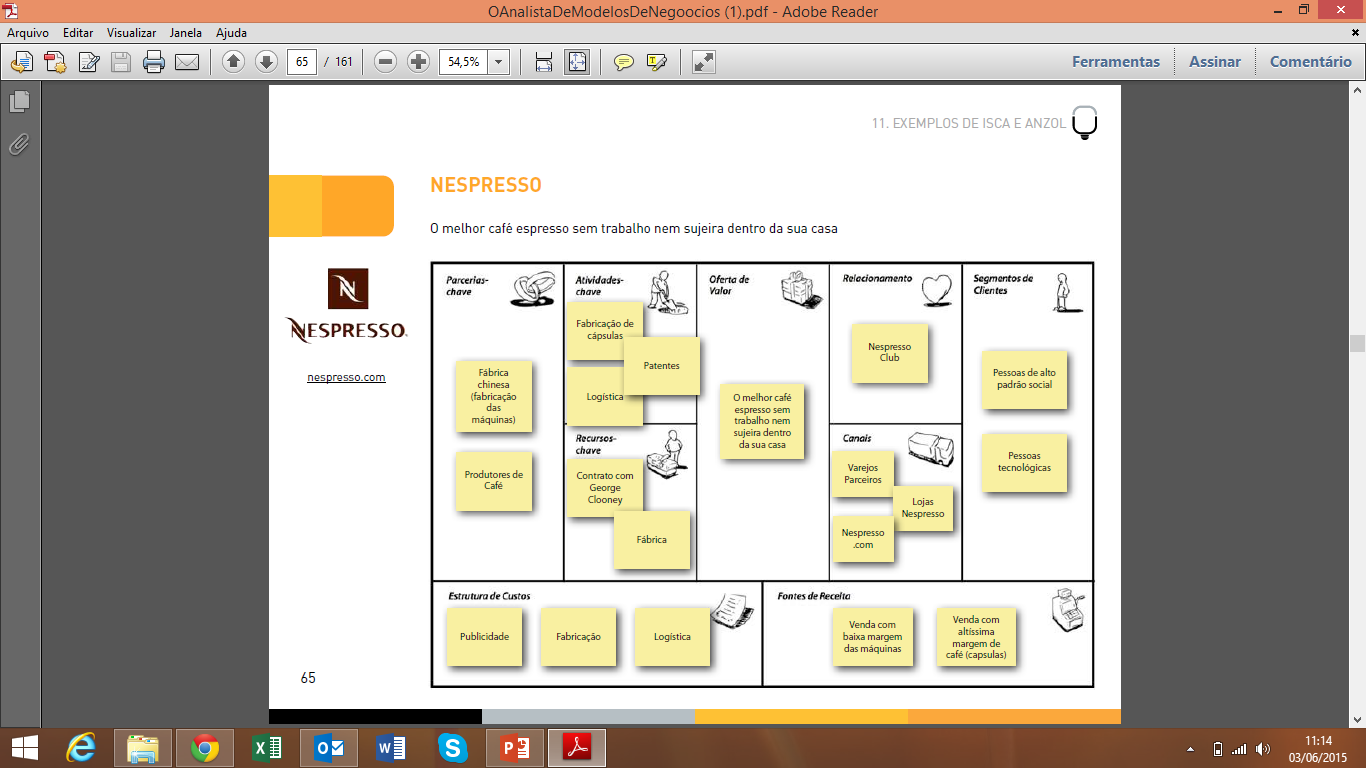 OAnalistaDeModelosDeNegoocios (1).pdf - Adobe Reader
Arquivo Editar Visualizar Janela Ajuda
65 / 161 54,5% Ferramentas Assinar Comentário
11. EXEMPLOS DE ISCA E ANZOL
NESPRESSO
O melhor café espresso sem trabalho nem sujeira dentro da sua casa
NESPRESSO.
nespresso.com
Parcerias-
chave
Fábrica
chinesa
(fabricação
das
máquinas)
Produtores de
Café
Atividades-
chave
Fabricação de
cápsulas
Patentes
Logística
Recursos-
chave
Contrato com
George
Clooney
Fábrica
Oferta de
Valor
O melhor café
espresso sem
trabalho nem
sujeira dentro
da sua casa
Relacionamento
Nespresso
Club
Canais
Varejos
Parceiros
Lojas
Nespresso
Nespresso
.com
Segmentos de
Clientes
Pessoas de alto
padrão social
Pessoas
tecnológicas
Estrutura de Custos
Publicidade
Fabricação
Logística
Fontes de Receita
Venda com
baixa margem
das máquinas
Venda com
altíssima
margem de
café (capsulas)
65
11:14
03/06/2015